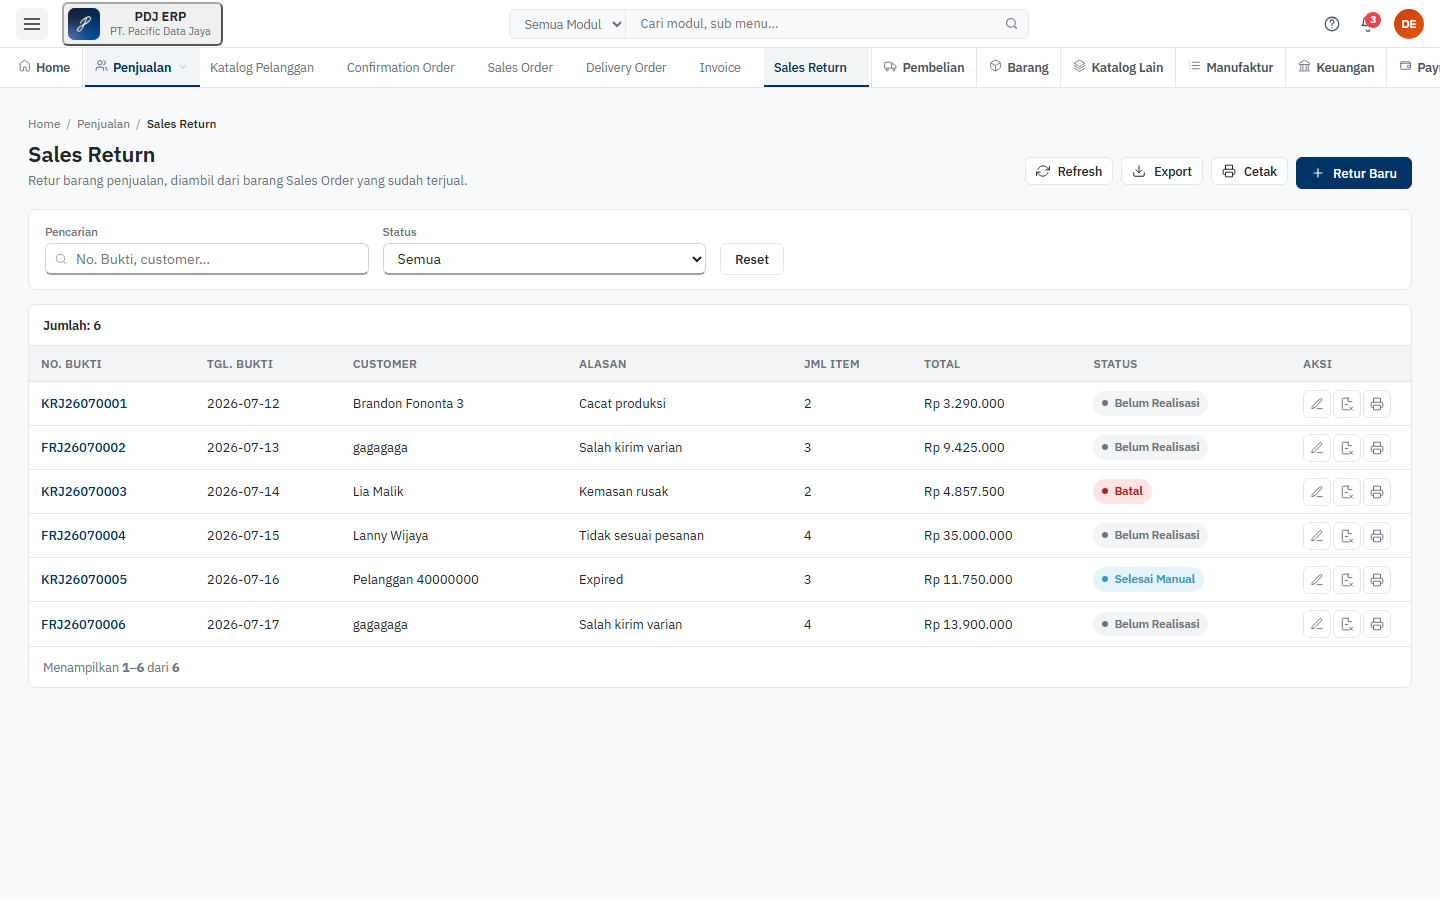 PDJ ERP
PT. Pacific Data Jaya
Semua Modul
Cari modul, sub menu...
3
DE
Home
Penjualan
Katalog Pelanggan
Confirmation Order
Sales Order
Delivery Order
Invoice
Sales Return
Pembelian
Barang
Katalog Lain
Manufaktur
Keuangan
Home / Penjualan / Sales Return
Sales Return
Retur barang penjualan, diambil dari barang Sales Order yang sudah terjual.
Refresh
Export
Cetak
Retur Baru
Pencarian
Status
No. Bukti, customer...
Semua
Reset
Jumlah: 6
NO. BUKTI TGL. BUKTI CUSTOMER ALASAN JML ITEM TOTAL STATUS AKSI
KRJ26070001 2026-07-12 Brandon Fononta 3 Cacat produksi 2 Rp 3.290.000 Belum Realisasi
FRJ26070002 2026-07-13 gagagaga Salah kirim varian 3 Rp 9.425.000 Belum Realisasi
KRJ26070003 2026-07-14 Lia Malik Kemasan rusak 2 Rp 4.857.500 Batal
FRJ26070004 2026-07-15 Lanny Wijaya Tidak sesuai pesanan 4 Rp 35.000.000 Belum Realisasi
KRJ26070005 2026-07-16 Pelanggan 40000000 Expired 3 Rp 11.750.000 Selesai Manual
FRJ26070006 2026-07-17 gagagaga Salah kirim varian 4 Rp 13.900.000 Belum Realisasi
Menampilkan 1–6 dari 6